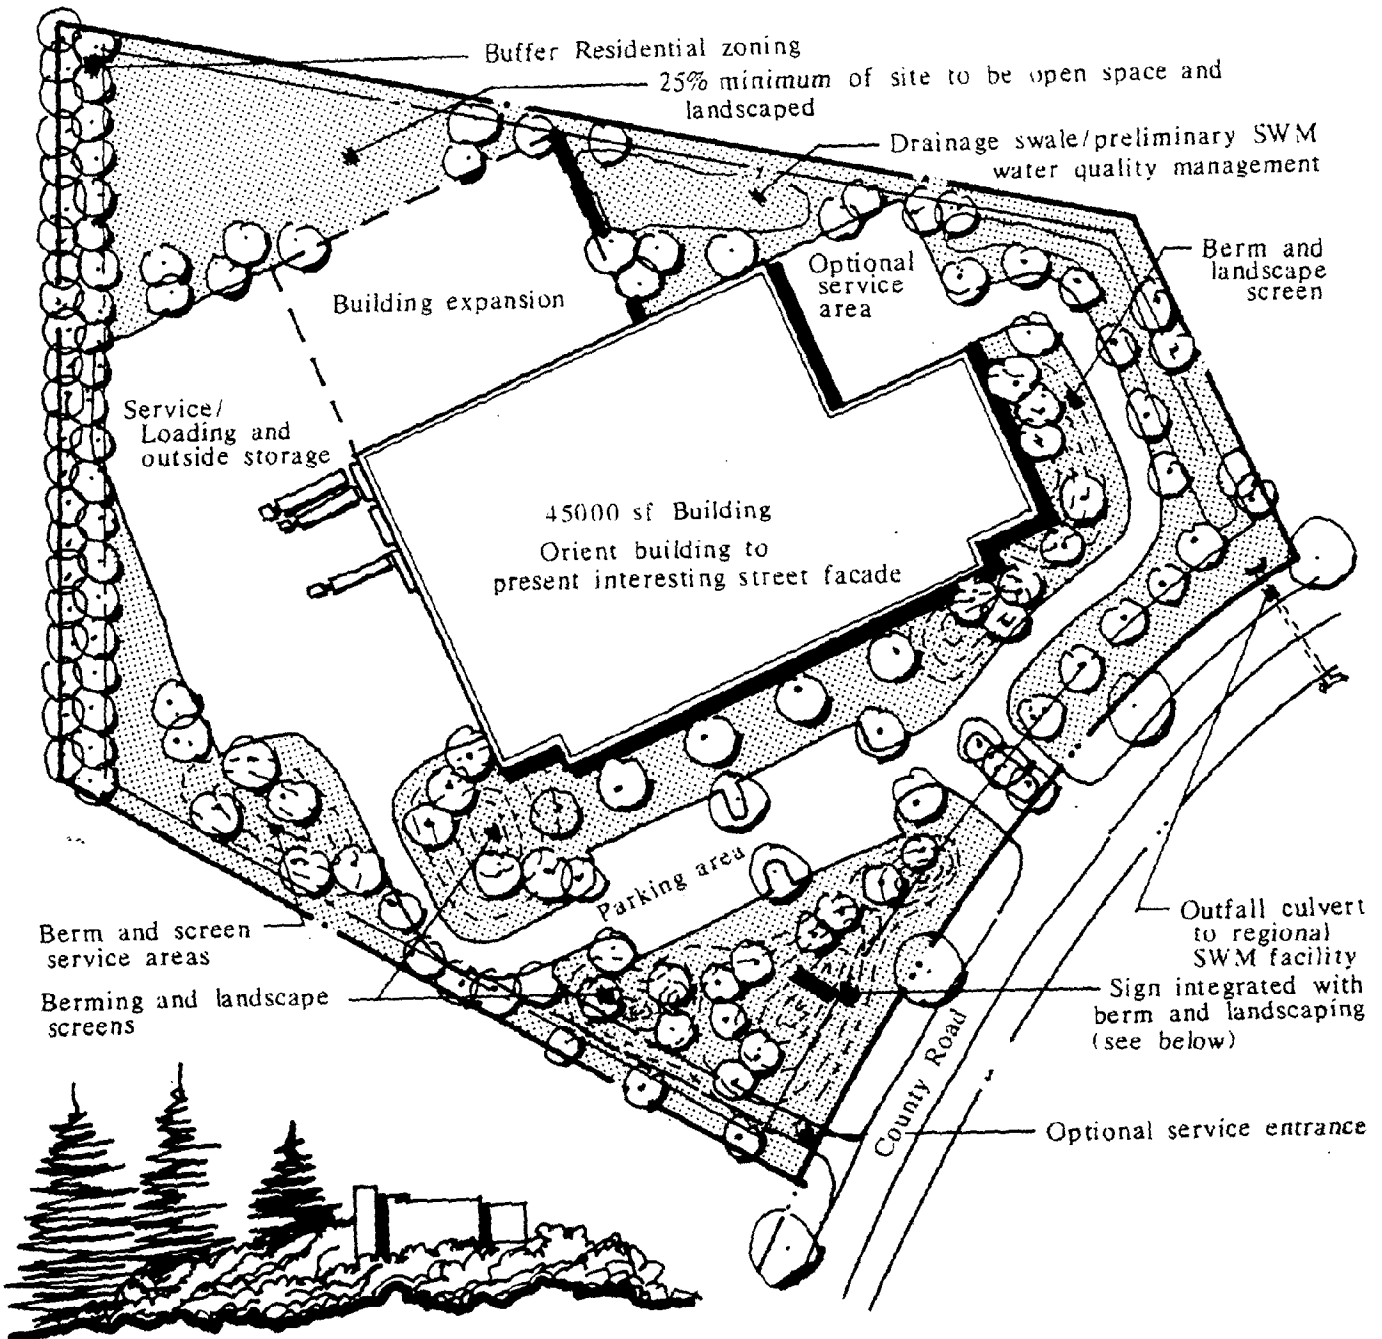 Buffer Residential zoning
25% minimum of site to be open space and
landscaped
Drainage swale/preliminary SWM
water quality management
Berm and
landscape
screen
Optional
service
area
Building expansion
Service/
Loading and
outside storage
45000 sf Building
Orient building to
present interesting street facade
Parking area
Berm and screen
service areas
Berming and landscape
screens
Outfall culvert
to regional
SWM facility
Sign integrated with
berm and landscaping
(see below)
County Road
Optional service entrance